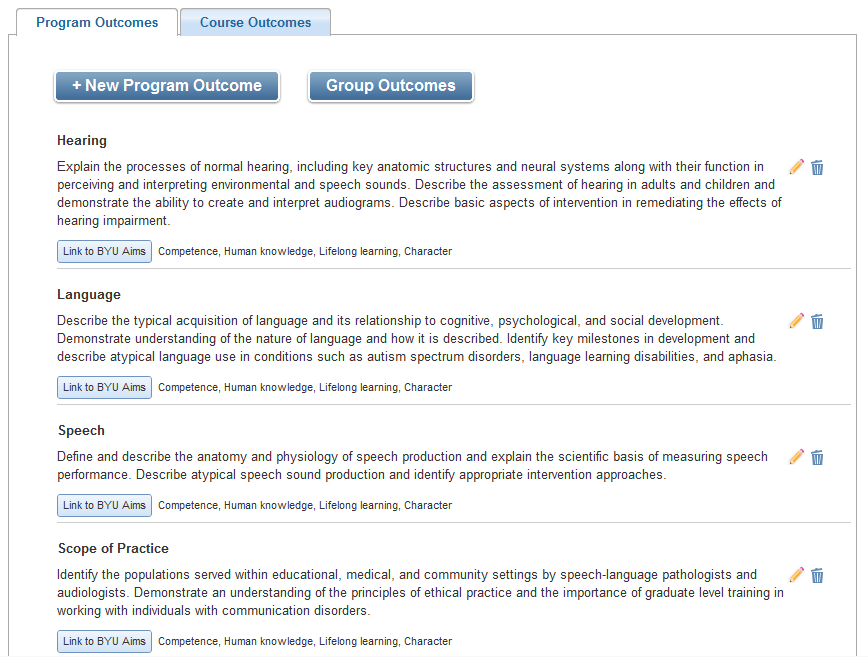 Program Outcomes
Course Outcomes
+ New Program Outcome
Group Outcomes
Hearing
Explain the processes of normal hearing, including key anatomic structures and neural systems along with their function in
perceiving and interpreting environmental and speech sounds. Describe the assessment of hearing in adults and children and
demonstrate the ability to create and interpret audiograms. Describe basic aspects of intervention in remediating the effects of
hearing impairment.
Link to BYU Aims Competence, Human knowledge, Lifelong learning, Character
Language
Describe the typical acquisition of language and its relationship to cognitive, psychological, and social development.
Demonstrate understanding of the nature of language and how it is described. Identify key milestones in development and
describe atypical language use in conditions such as autism spectrum disorders, language learning disabilities, and aphasia.
Link to BYU Aims Competence, Human knowledge, Lifelong learning, Character
Speech
Define and describe the anatomy and physiology of speech production and explain the scientific basis of measuring speech
performance. Describe atypical speech sound production and identify appropriate intervention approaches.
Link to BYU Aims Competence, Human knowledge, Lifelong learning, Character
Scope of Practice
Identify the populations served within educational, medical, and community settings by speech-language pathologists and
audiologists. Demonstrate an understanding of the principles of ethical practice and the importance of graduate level training in
working with individuals with communication disorders.
Link to BYU Aims Competence, Human knowledge, Lifelong learning, Character